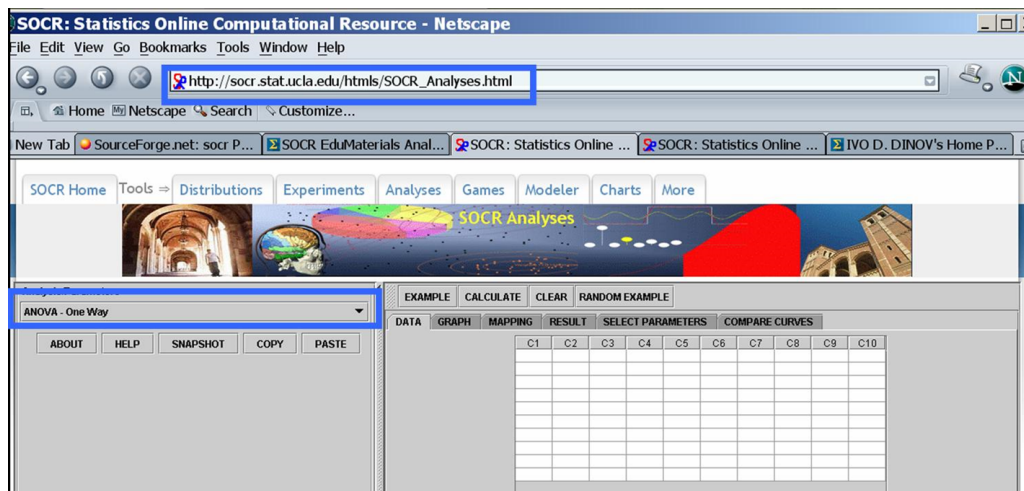 SOCR: Statistics Online Computational Resource - Netscape
File Edit View Go Bookmarks Tools Window Help
http://socr.stat.ucla.edu/htmls/SOCR_Analyses.html
Home Netscape Search Customize...
New Tab SourceForge.net: socr P... SOCR EduMaterials Anal... SOCR: Statistics Online ... SOCR: Statistics Online ... IVO D. DINOV's Home P...
SOCR Home Tools ⇒ Distributions Experiments Analyses Games Modeler Charts More
SOCR Analyses
EXAMPLE CALCULATE CLEAR RANDOM EXAMPLE
ANOVA - One Way
DATA GRAPH MAPPING RESULT SELECT PARAMETERS COMPARE CURVES
ABOUT HELP SNAPSHOT COPY PASTE
C1 C2 C3 C4 C5 C6 C7 C8 C9 C10